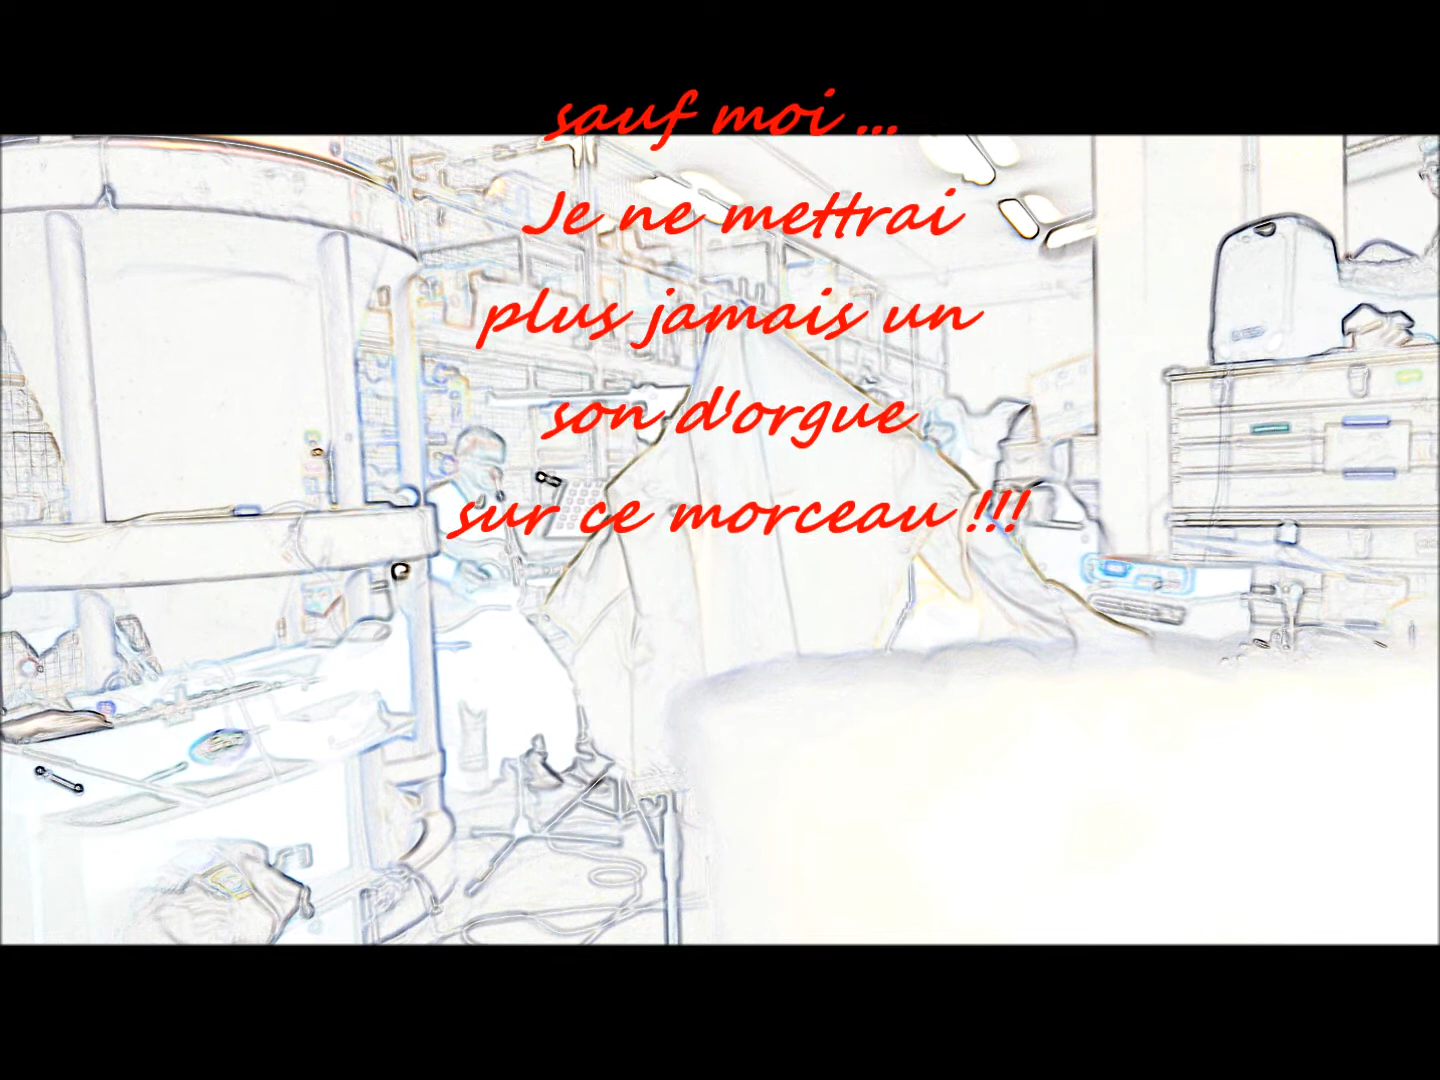 sauf moi ...
Je ne mettrai
plus jamais un
son d'orgue
sur ce morceau !!!